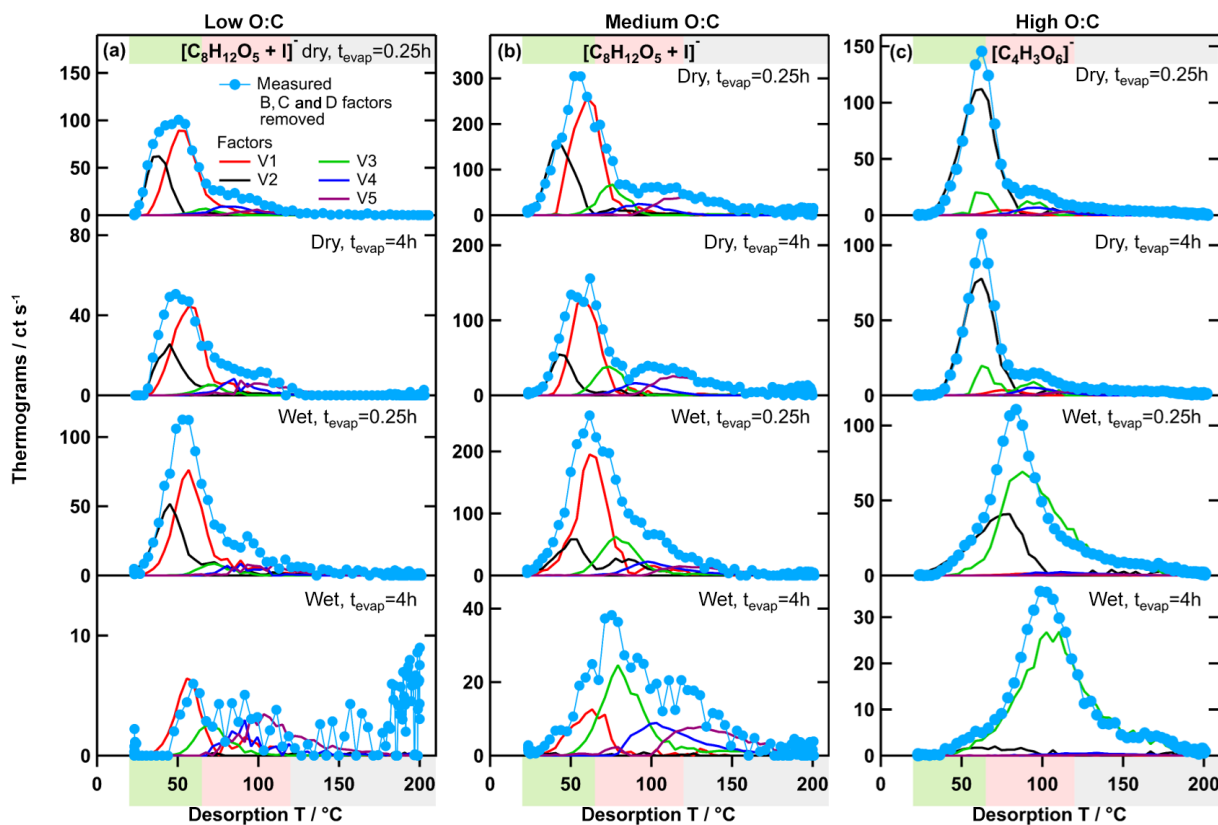 Low O:C
Medium O:C
High O:C
(a) [C₈H₁₂O₅ + I]⁻ dry, tevap=0.25h
Measured
B, C and D factors
removed
Factors
V1
V2
V3
V4
V5
150
100
50
0
(b) [C₈H₁₂O₅ + I]⁻
Dry, tevap=0.25h
300
200
100
0
(c) [C₄H₃O₆]⁻
Dry, tevap=0.25h
150
100
50
0
Dry, tevap=4h
80
40
0
Dry, tevap=4h
200
100
0
Dry, tevap=4h
100
50
0
Wet, tevap=0.25h
100
50
0
Wet, tevap=0.25h
200
100
0
Wet, tevap=0.25h
100
50
0
Wet, tevap=4h
10
0
Wet, tevap=4h
40
20
0
Wet, tevap=4h
30
20
10
0
0 50 100 150 200
0 50 100 150 200
0 50 100 150 200
Desorption T / °C
Desorption T / °C
Desorption T / °C
Thermograms / ct s⁻¹